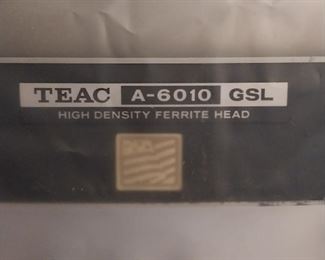 TEAC A-6010 GSL
HIGH DENSITY FERRITE HEAD